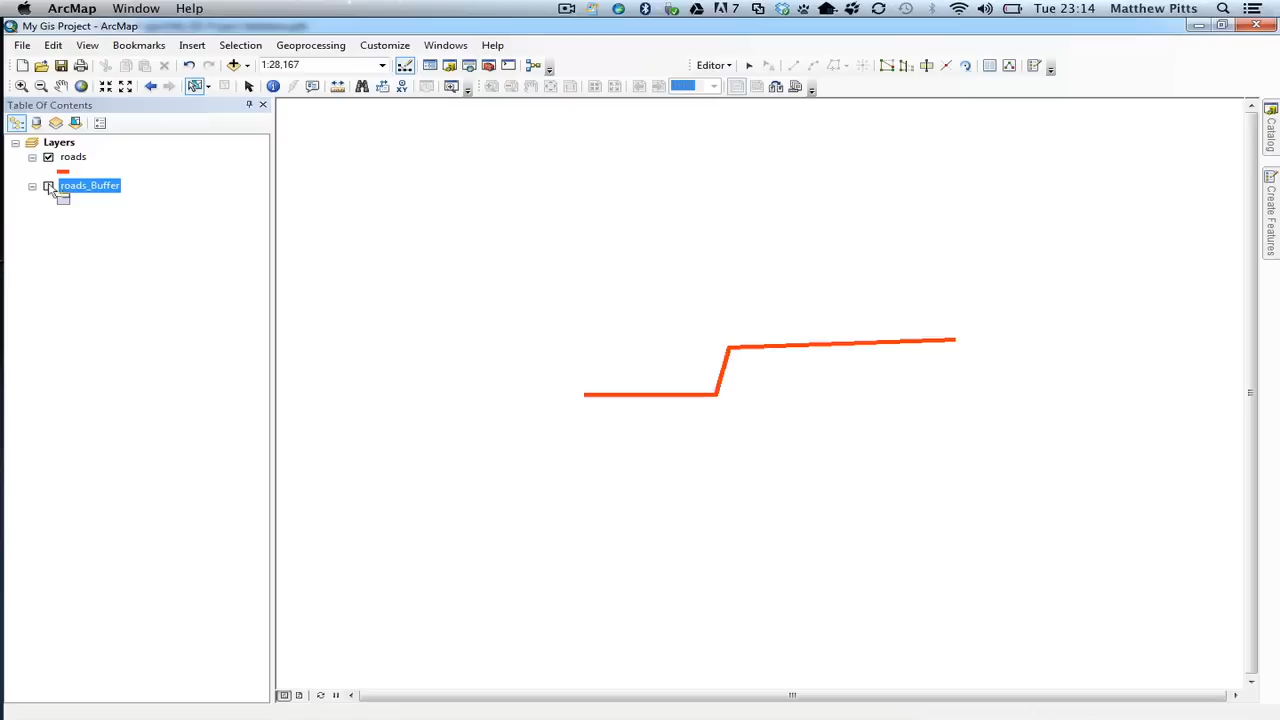 ArcMap Window Help
7 Tue 23:14 Matthew Pitts
My Gis Project - ArcMap
File Edit View Bookmarks Insert Selection Geoprocessing Customize Windows Help
1:28,167
Editor
Table Of Contents
Layers
roads
roads_Buffer
Catalog
Create Features